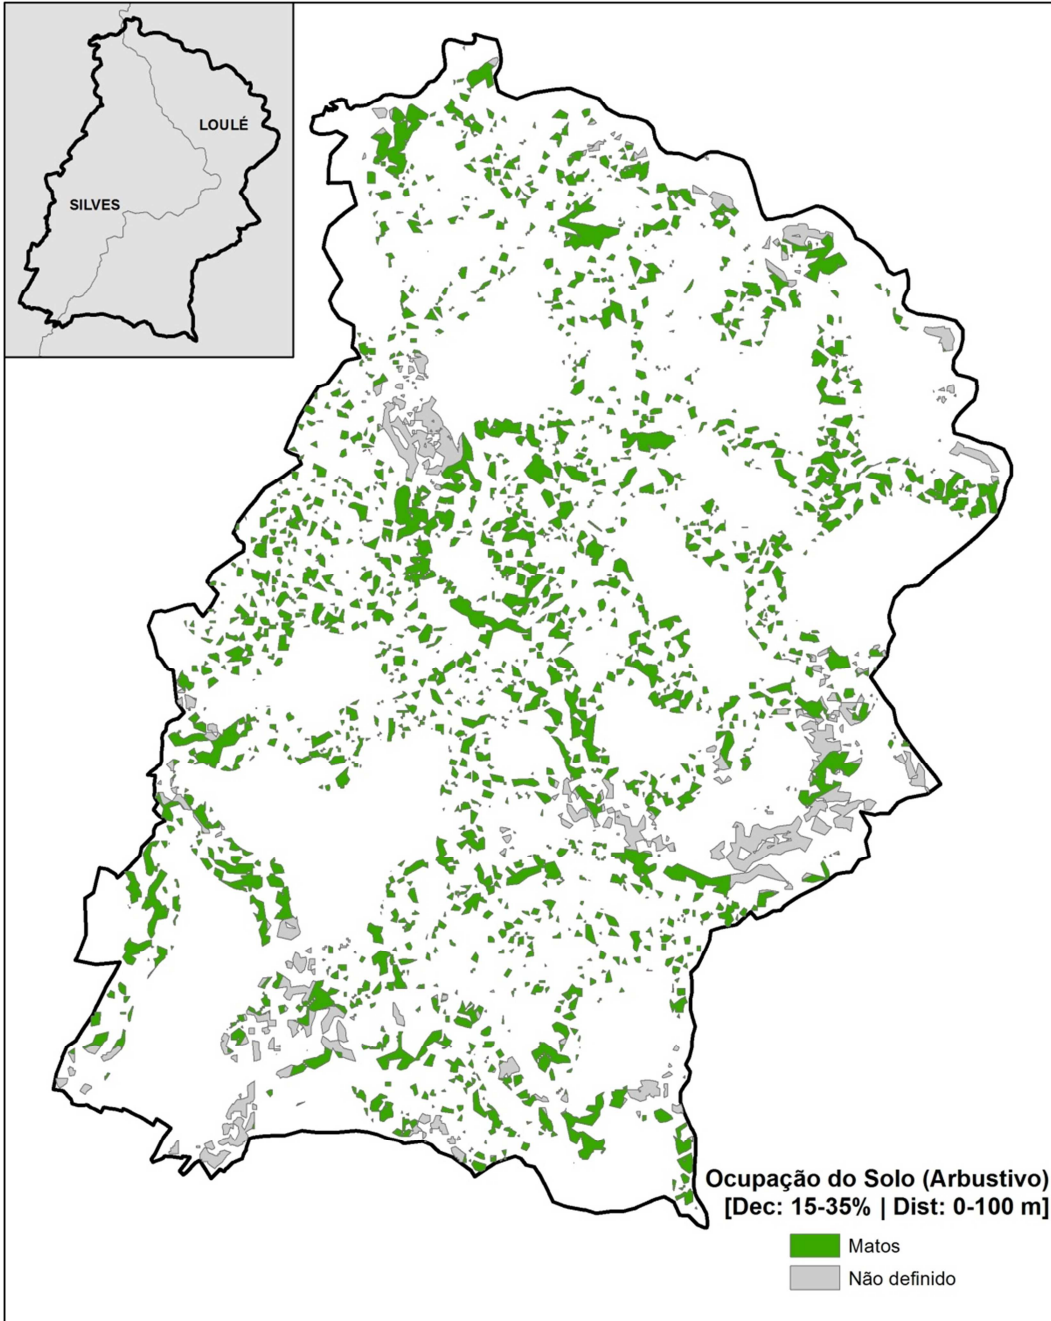 LOULÉ
SILVES
Ocupação do Solo (Arbustivo)
[Dec: 15-35% | Dist: 0-100 m]
Matos
Não definido